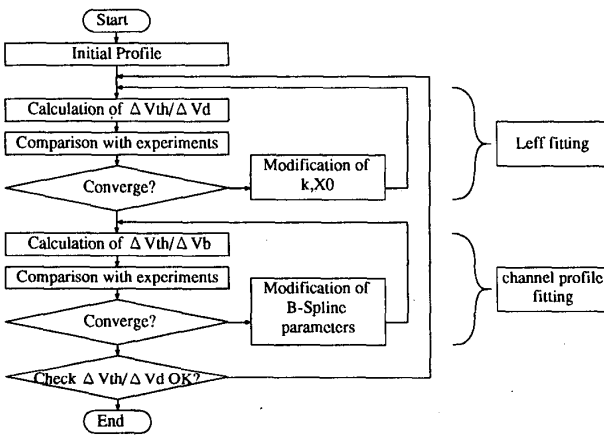 Start
Initial Profile
Calculation of Δ Vth/Δ Vd
Comparison with experiments
Converge?
Modification of
k,X0
Leff fitting
Calculation of Δ Vth/Δ Vb
Comparison with experiments
Converge?
Modification of
B-Spline
parameters
channel profile
fitting
Check Δ Vth/Δ Vd OK?
End